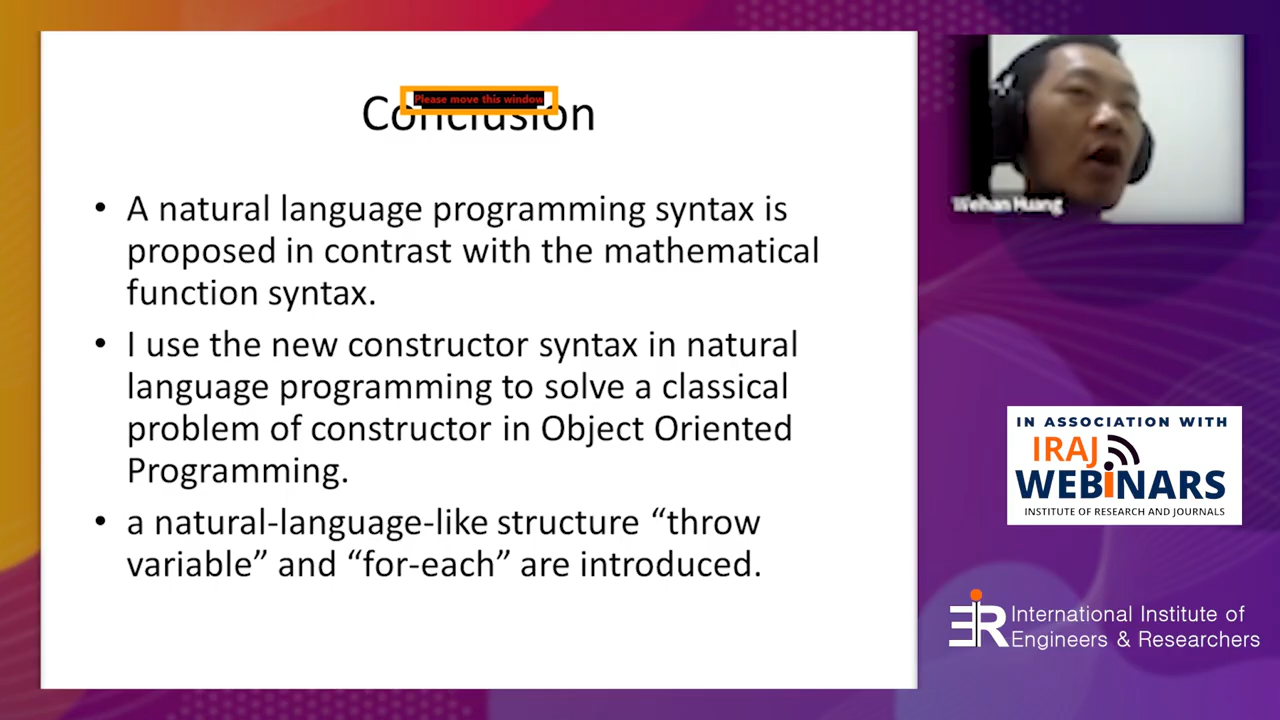 Please move this window
Conclusion
• A natural language programming syntax is
proposed in contrast with the mathematical
function syntax.
• I use the new constructor syntax in natural
language programming to solve a classical
problem of constructor in Object Oriented
Programming.
• a natural-language-like structure “throw
variable” and “for-each” are introduced.
Weihan Huang
IN ASSOCIATION WITH
IRAJ
WEBINARS
INSTITUTE OF RESEARCH AND JOURNALS
IER
International Institute of
Engineers & Researchers